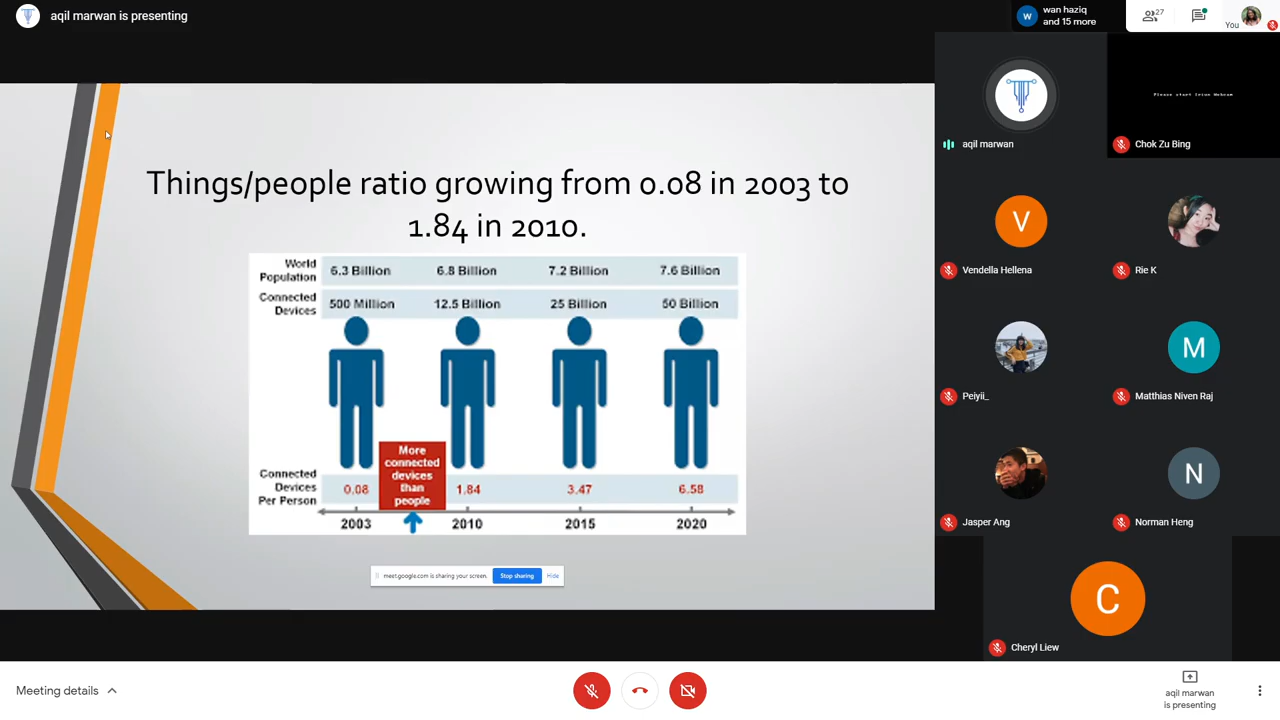 aqil marwan is presenting
W
wan haziq
and 15 more
27
You
Things/people ratio growing from 0.08 in 2003 to
1.84 in 2010.
World
Population
6.3 Billion 6.8 Billion 7.2 Billion 7.6 Billion
Connected
Devices
500 Million 12.5 Billion 25 Billion 50 Billion
More
connected
devices
than
people
Connected
Devices
Per Person
0.08 1.84 3.47 6.58
2003 2010 2015 2020
meet.google.com is sharing your screen. Stop sharing Hide
aqil marwan
Please start Iriun Webcam
Chok Zu Bing
V
Vendella Hellena
Rie K
Peiyii_
M
Matthias Niven Raj
Jasper Ang
N
Norman Heng
C
Cheryl Liew
Meeting details
aqil marwan
is presenting